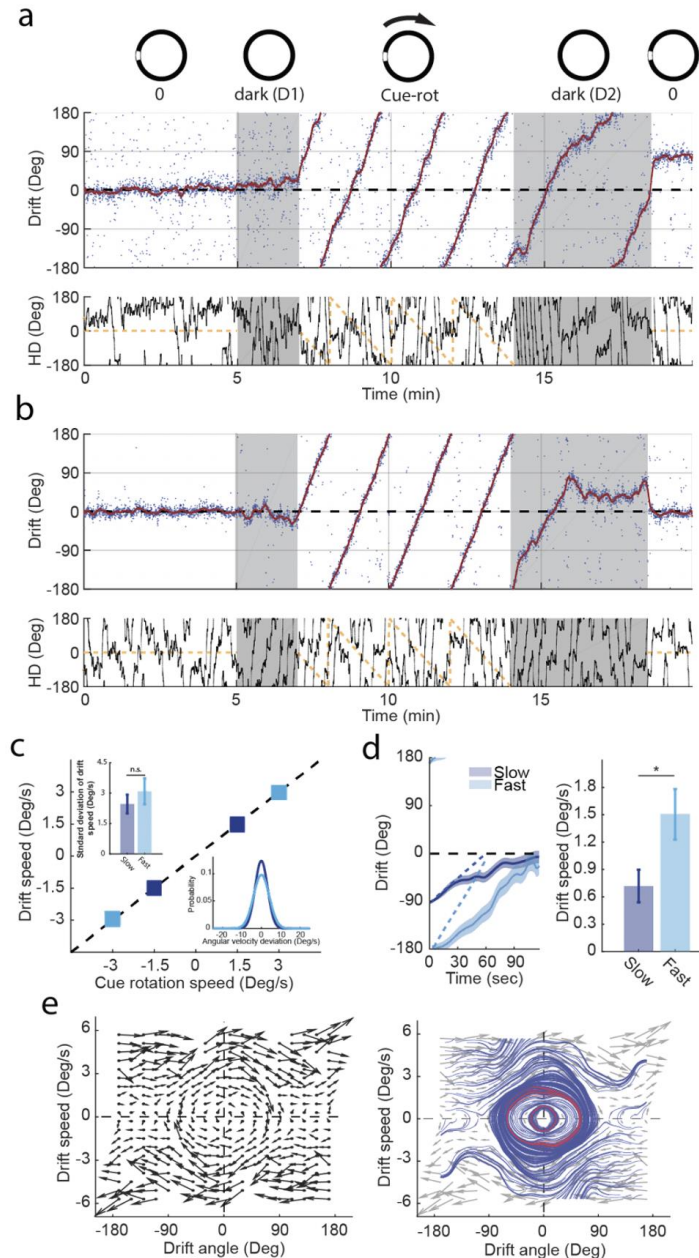 a
0 dark (D1) Cue-rot dark (D2) 0
180
90
0
-90
-180
Drift (Deg)
180
0
-180
HD (Deg)
0 5 10 15
Time (min)
b
180
90
0
-90
-180
Drift (Deg)
180
0
-180
HD (Deg)
0 5 10 15
Time (min)
c
3
1.5
-1.5
-3
Drift speed (Deg/s)
-3 -1.5 1.5 3
Cue rotation speed (Deg/s)
Stndard deviation of drift
speed (Deg/s)
4.5
3
1.5
0
n.s.
Slow Fast
Probability
0.1
0.05
0
-20 -10 0 10 20
Angular velocity deviation (Deg/s)
d
180
90
0
-90
-180
Drift (Deg)
Slow
Fast
0 30 60 90
Time (sec)
1.8
1.5
1.2
0.9
0.6
0.3
0
Drift speed (Deg/s)
*
Slow Fast
e
6
3
0
-3
-6
Drift speed (Deg/s)
-180 -90 0 90 180
Drift angle (Deg)
6
3
0
-3
-6
Drift speed (Deg/s)
-180 -90 0 90 180
Drift angle (Deg)